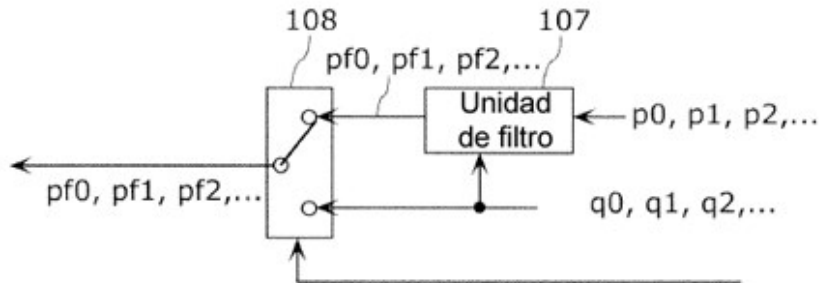 108
107
pf0, pf1, pf2,...
Unidad
de filtro
p0, p1, p2,...
pf0, pf1, pf2,...
q0, q1, q2,...